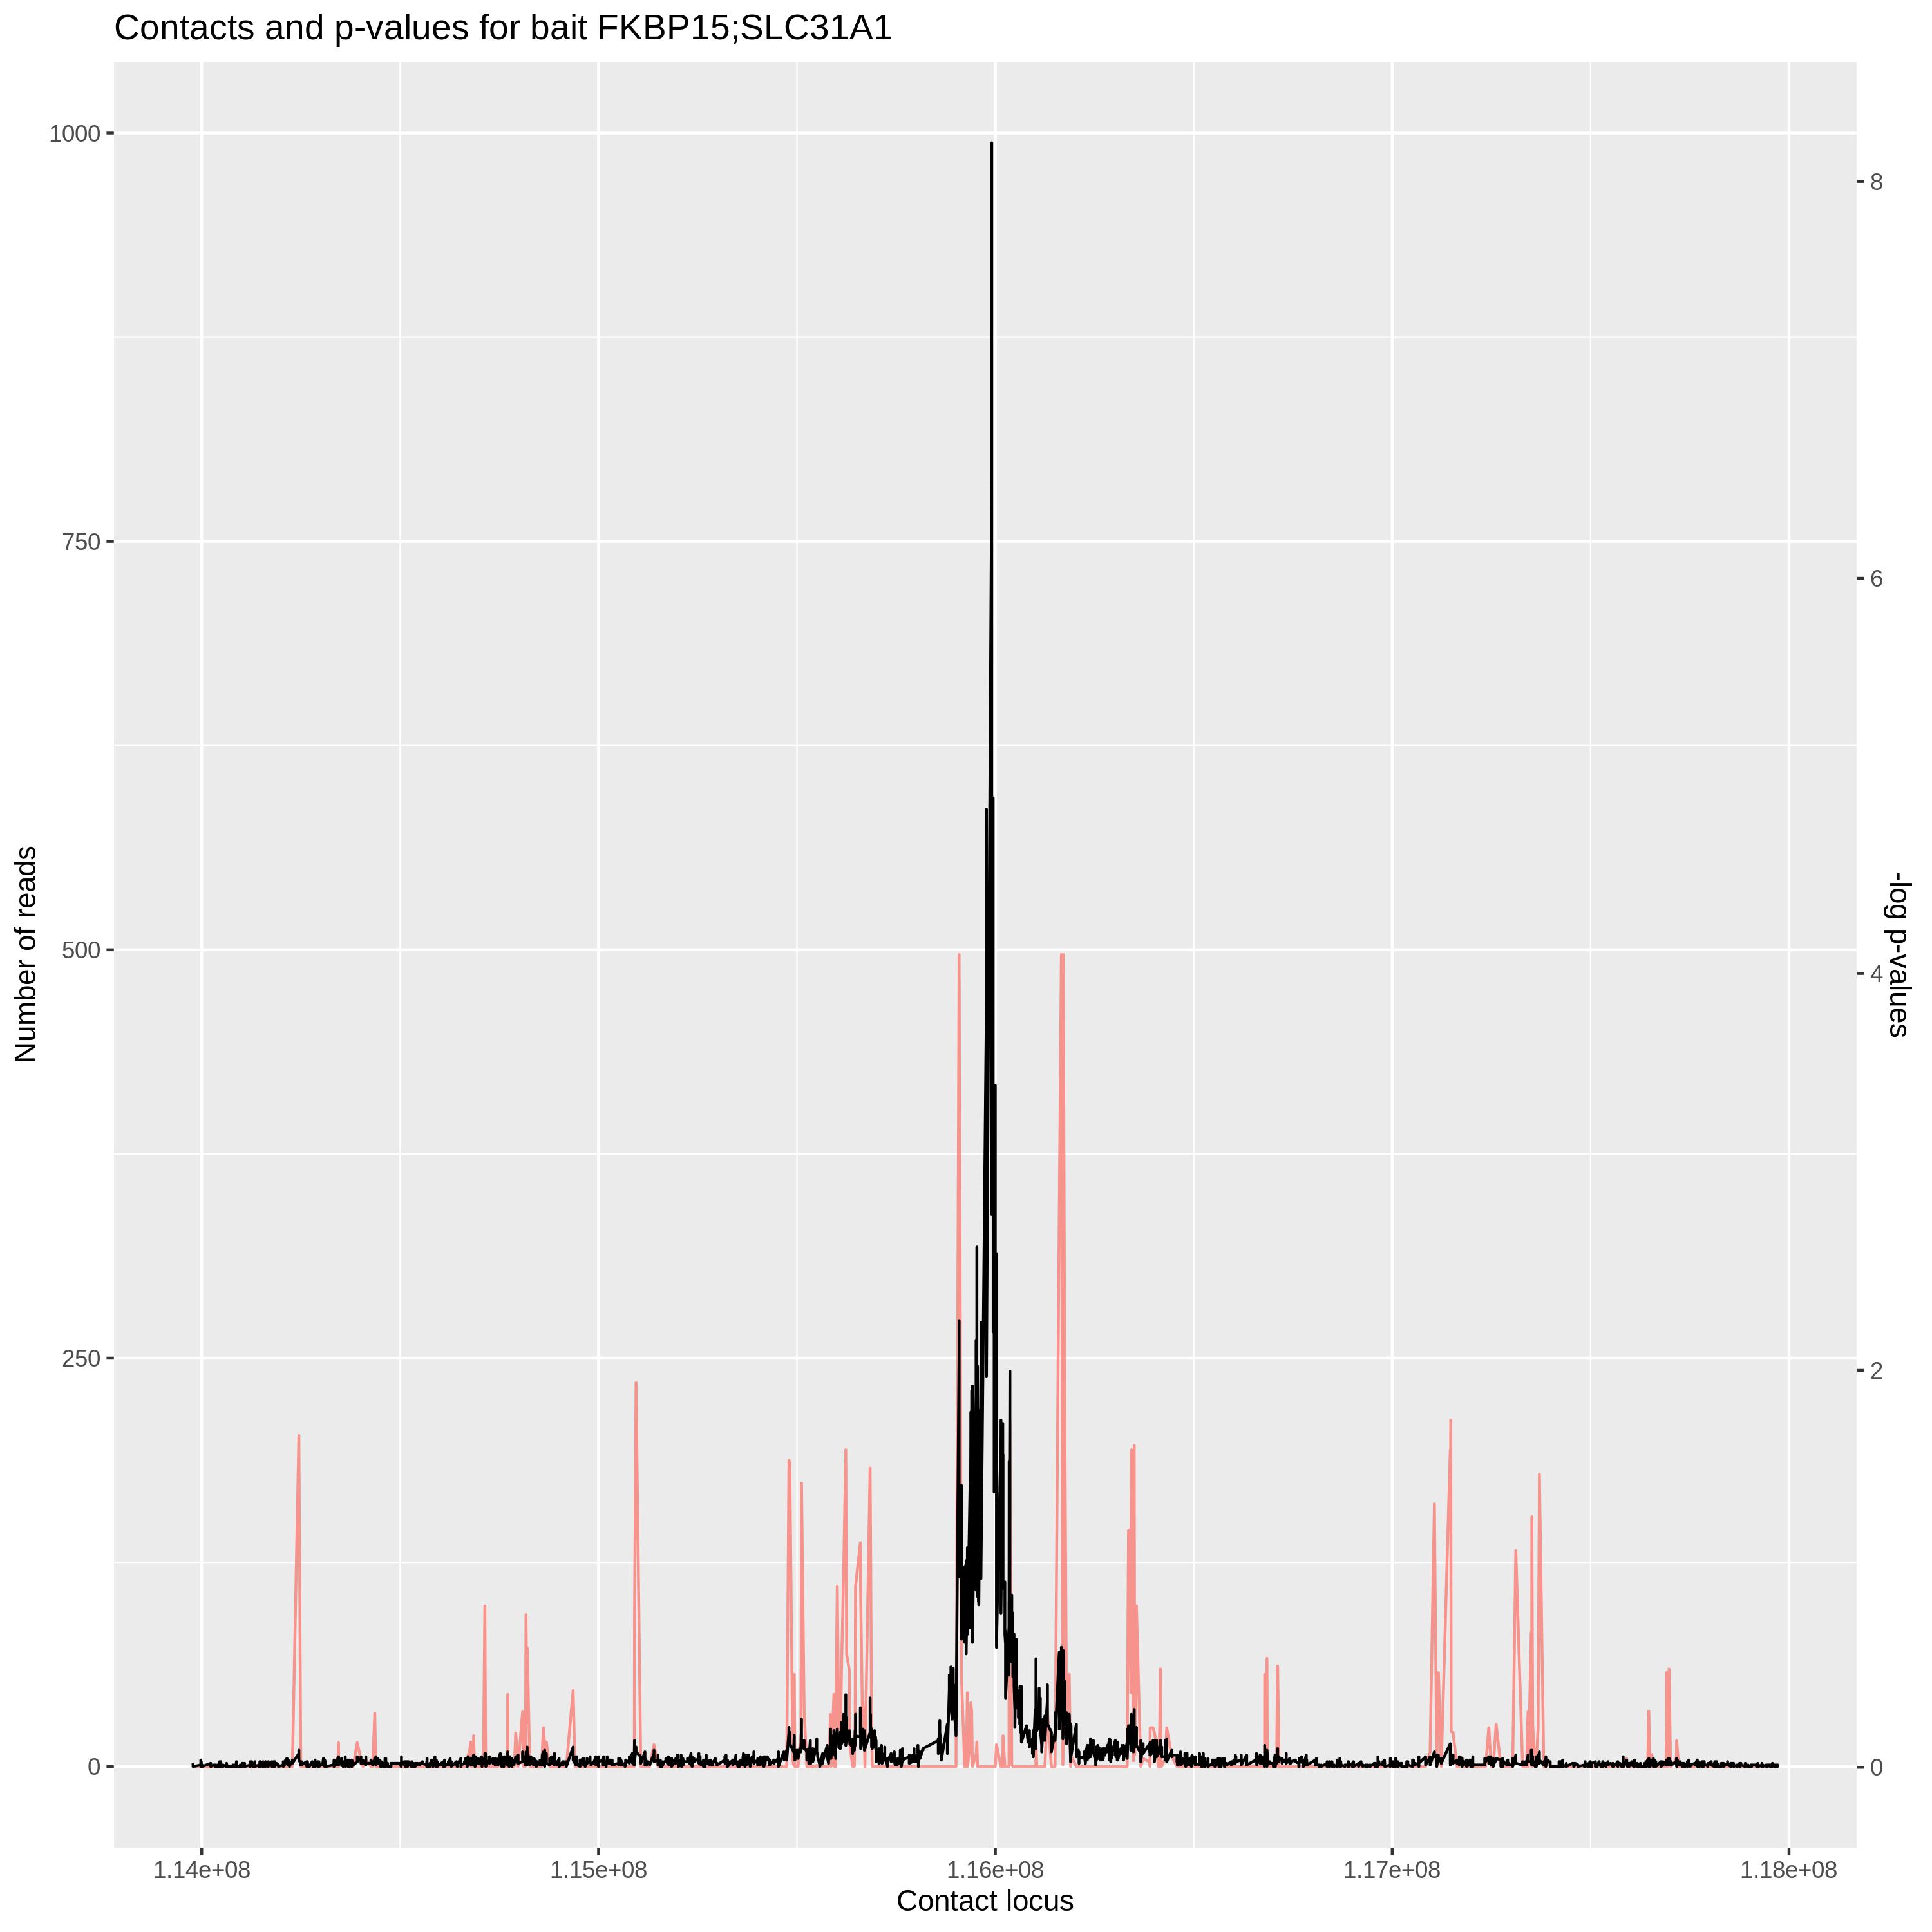 Contacts and p-values for bait FKBP15;SLC31A1
Number of reads
1000
750
500
250
0
8
6
4
2
0
-log p-values
1.14e+08 1.15e+08 1.16e+08 1.17e+08 1.18e+08
Contact locus